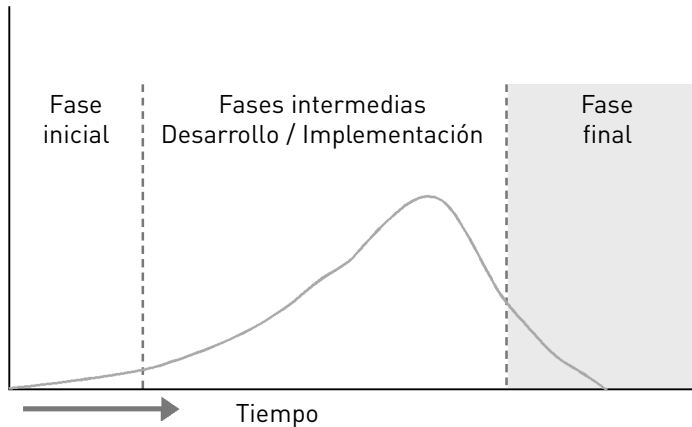 Fase
inicial
Fases intermedias
Desarrollo / Implementación
Fase
final
Tiempo